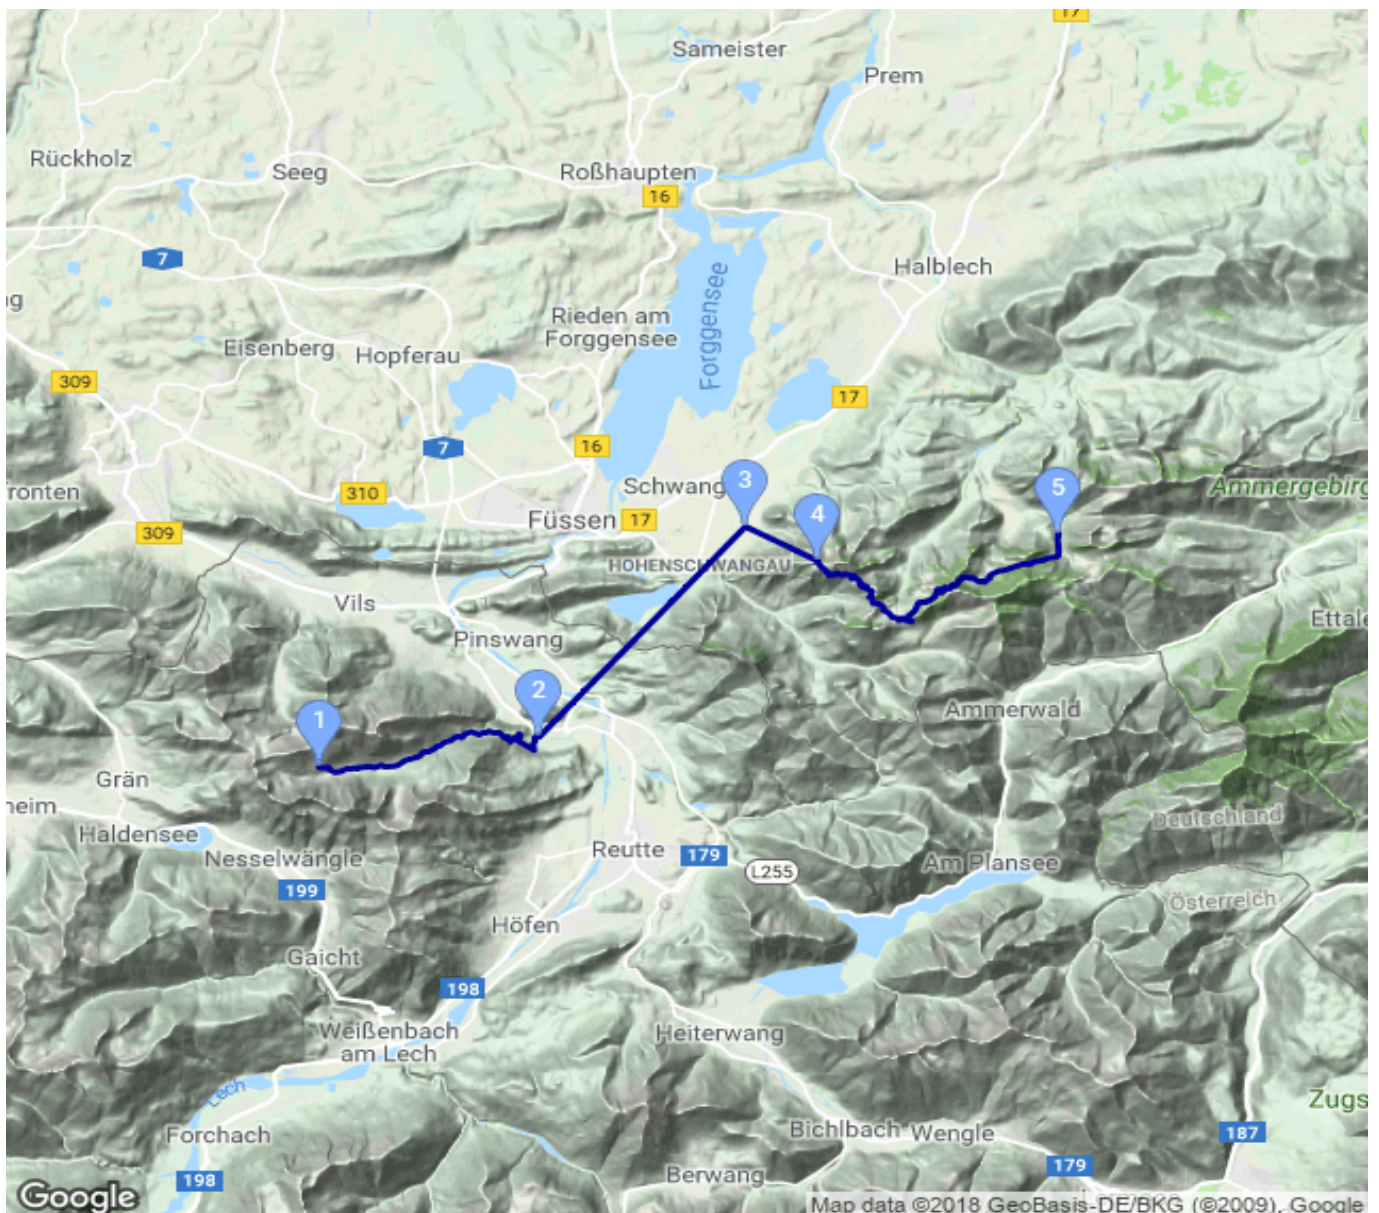 17
Sameister
Prem
Rückholz
Seeg
Roßhaupten
16
7
Halblech
Forggensee
ng
Rieden am
Forggensee
Eisenberg
Hopferau
309
17
7
16
Schwang
3
5
ronten
310
Ammergebirg
4
Füssen
17
309
HOHENSCHWANGAU
Vils
Ettale
Pinswang
2
1
Ammerwald
Grän
heim
Haldensee
Deutschland
Nesselwängle
Reutte
179
Am Plansee
L255
199
Österreich
Höfen
Gaicht
198
Weißenbach
am Lech
Heiterwang
Lech
Zugs
Forchach
Bichlbach
Wengle
187
179
Berwang
198
Google
Map data ©2018 GeoBasis-DE/BKG (©2009), Google